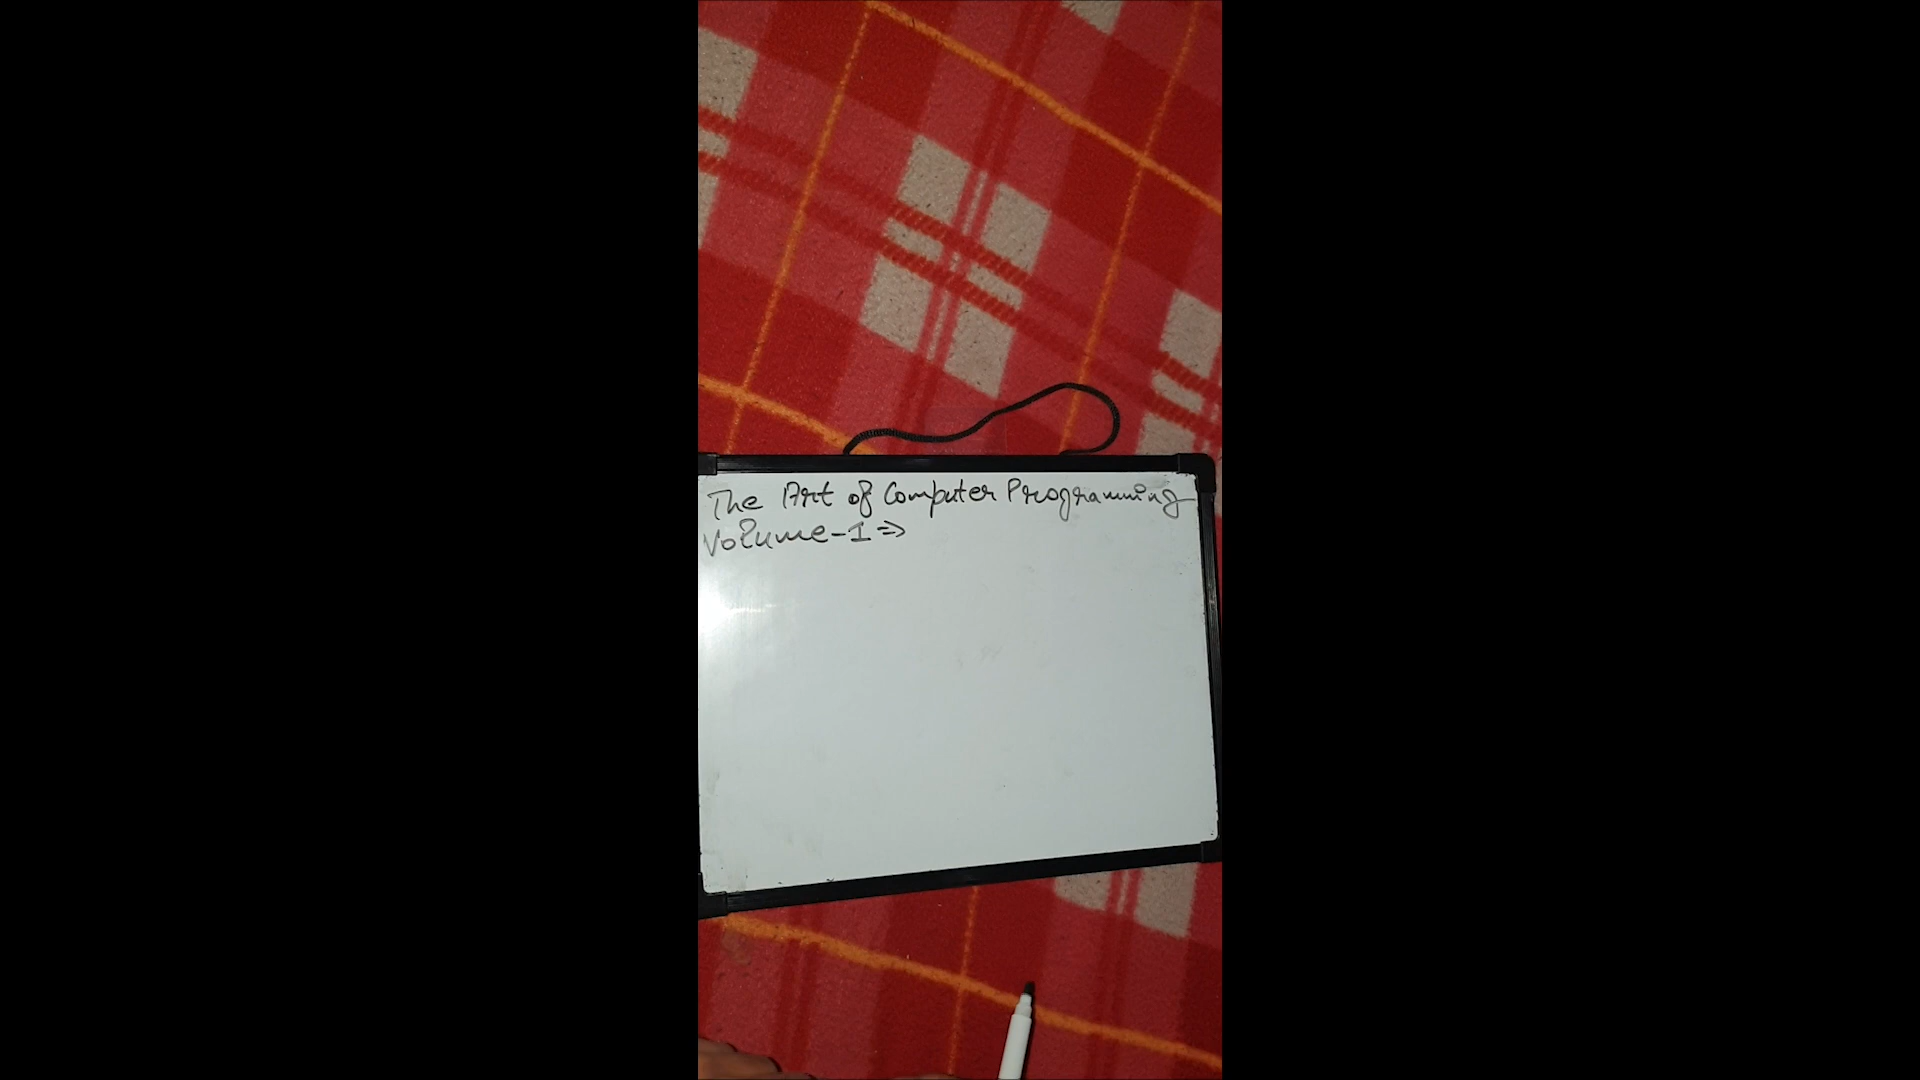 The Art of Computer Programming
Volume-1 =>